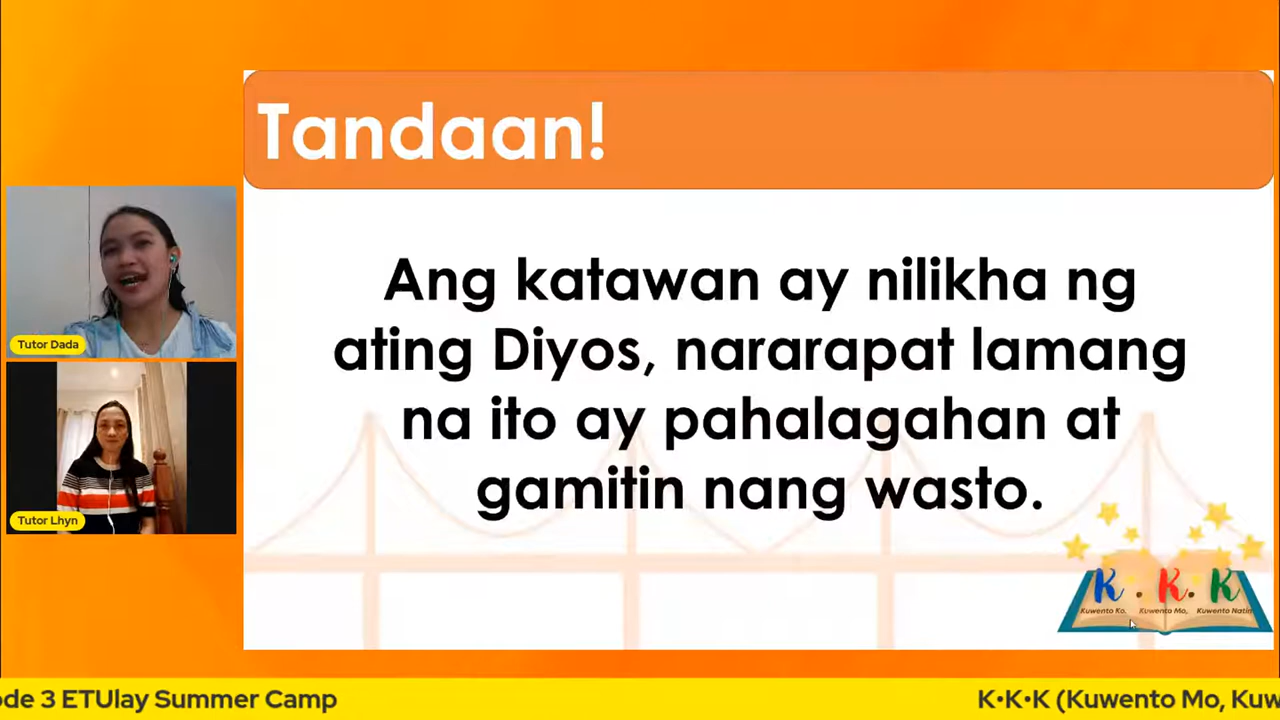 Tandaan!
Ang katawan ay nilikha ng
ating Diyos, nararapat lamang
na ito ay pahalagahan at
gamitin nang wasto.
Tutor Dada
Tutor Lhyn
K . K. K
Kuwento Ko, Kuwento Mo, Kuwento Natin
ode 3 ETUlay Summer Camp
K•K•K (Kuwento Mo, Kuw